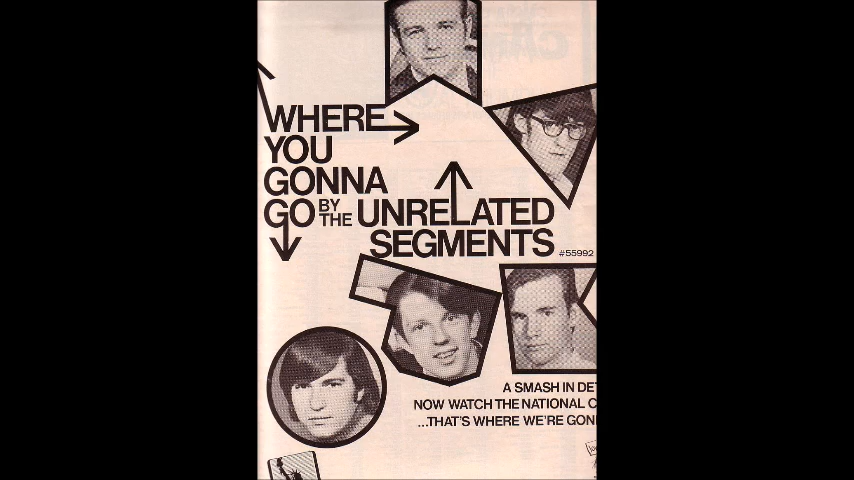 WHERE
YOU
GONNA
GO BY THE UNRELATED
SEGMENTS #55992
A SMASH IN DET
NOW WATCH THE NATIONAL C
...THAT'S WHERE WE'RE GON